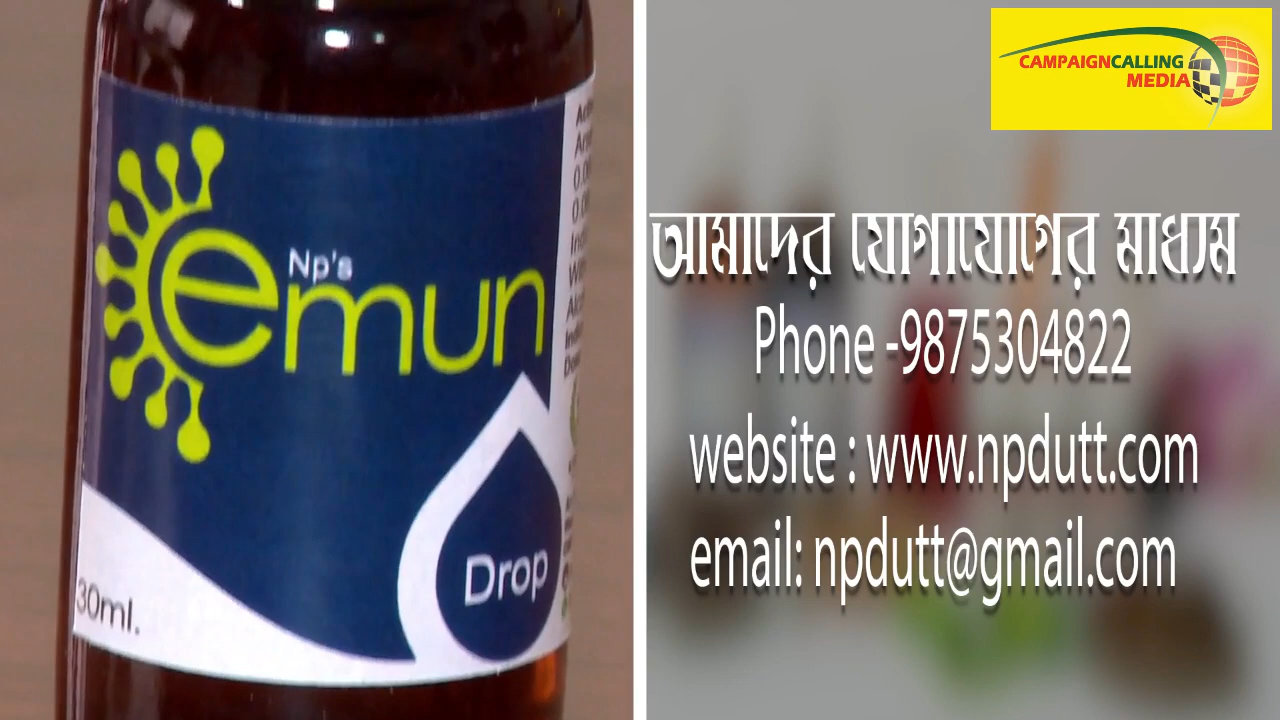 Np's
emun
Drop
30ml.
CAMPAIGNCALLING
MEDIA
আমাদের যোগাযোগের মাধ্যম
Phone -9875304822
website : www.npdutt.com
email: npdutt@gmail.com